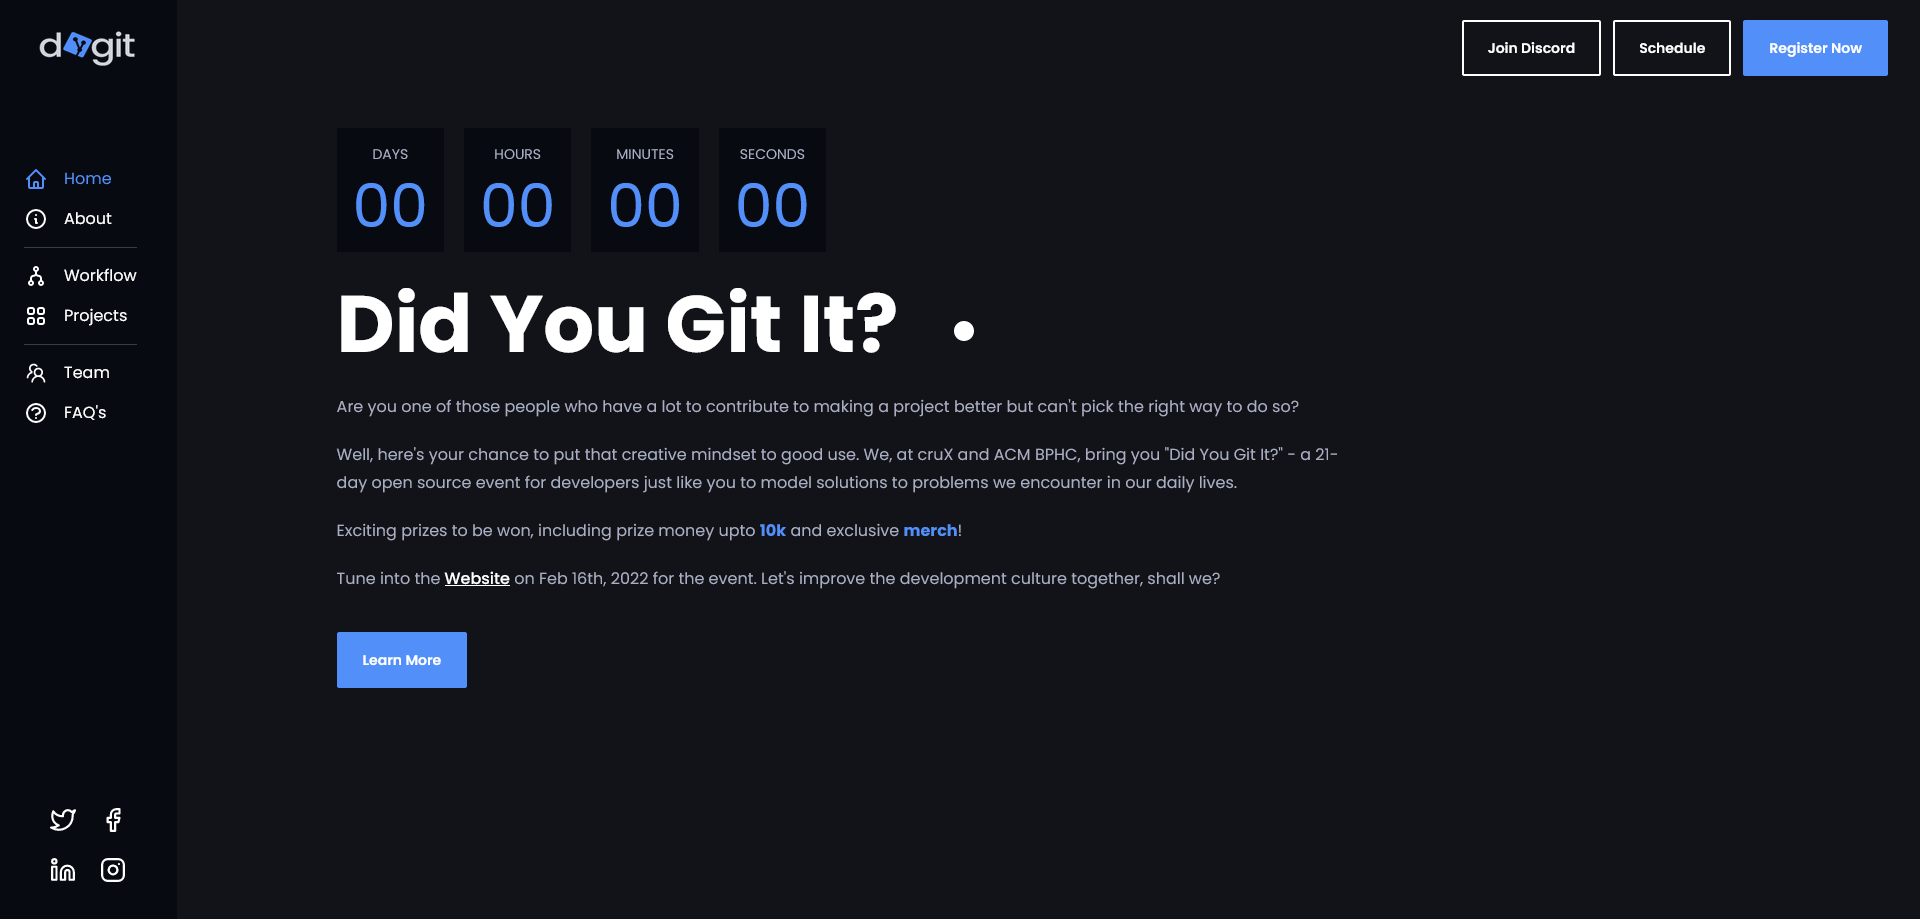 dygit
Join Discord
Schedule
Register Now
Home
About
Workflow
Projects
Team
FAQ's
DAYS
00
HOURS
00
MINUTES
00
SECONDS
00
Did You Git It?
Are you one of those people who have a lot to contribute to making a project better but can't pick the right way to do so?
Well, here's your chance to put that creative mindset to good use. We, at cruX and ACM BPHC, bring you "Did You Git It?" - a 21-
day open source event for developers just like you to model solutions to problems we encounter in our daily lives.
Exciting prizes to be won, including prize money upto 10k and exclusive merch!
Tune into the Website on Feb 16th, 2022 for the event. Let's improve the development culture together, shall we?
Learn More